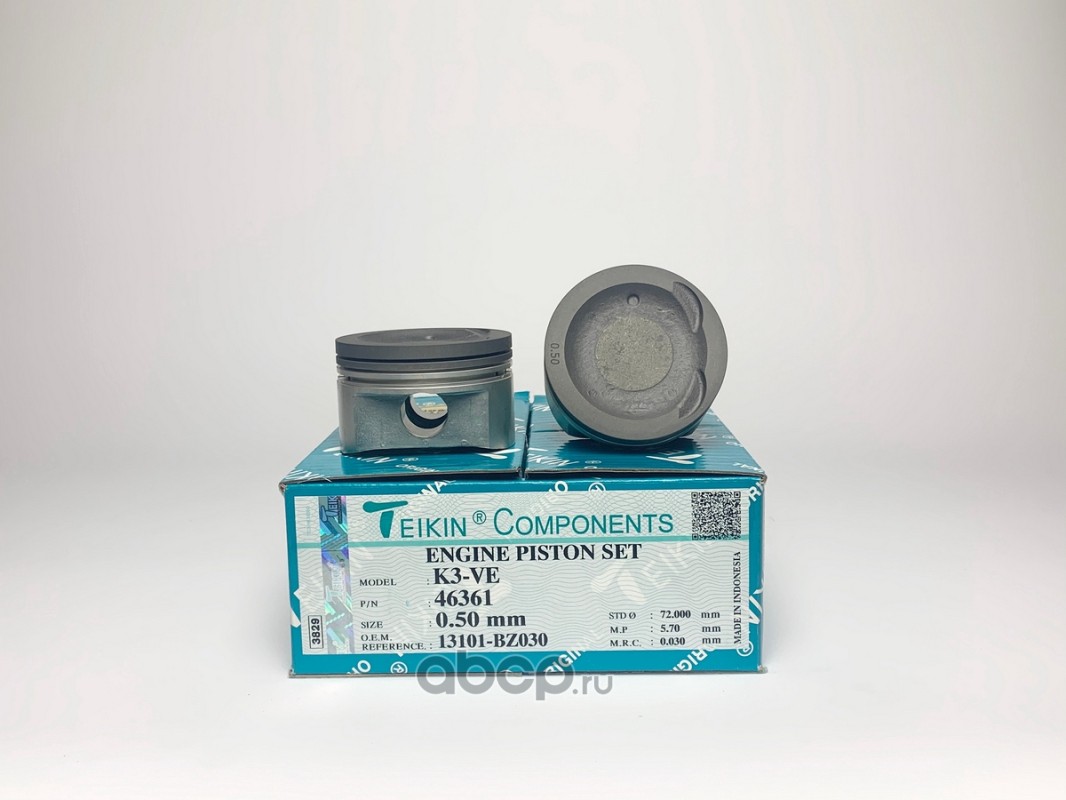 0.50
TEIKIN® COMPONENTS
ENGINE PISTON SET
MODEL : K3-VE
P/N : 46361
SIZE : 0.50 mm
O.E.M. REFERENCE : 13101-BZ030
STD Ø : 72.000 mm
M.P : 5.70 mm
M.R.C. : 0.030 mm
MADE IN INDONESIA
3829
abcp.ru